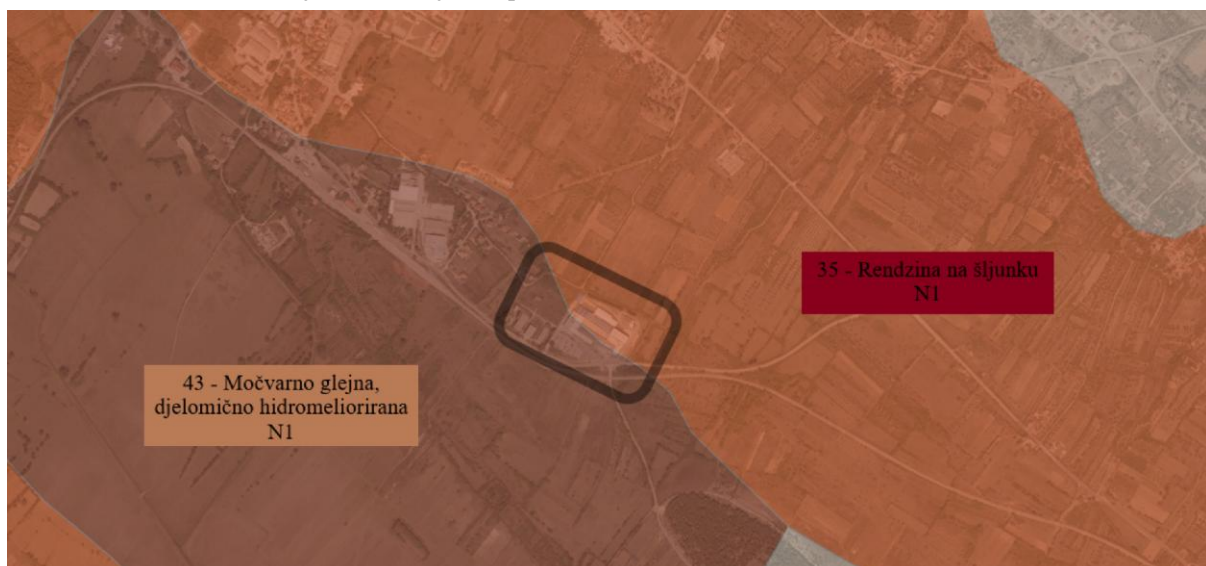 35 - Rendzina na šljunku
N1
43 - Močvarno glejna,
djelomično hidromeliorirana
N1